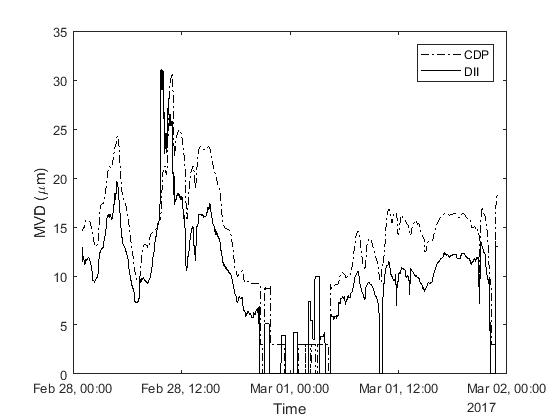 35
30
25
20
15
10
5
0
MVD (μm)
CDP
DII
Feb 28, 00:00 Feb 28, 12:00 Mar 01, 00:00 Mar 01, 12:00 Mar 02, 00:00
Time
2017